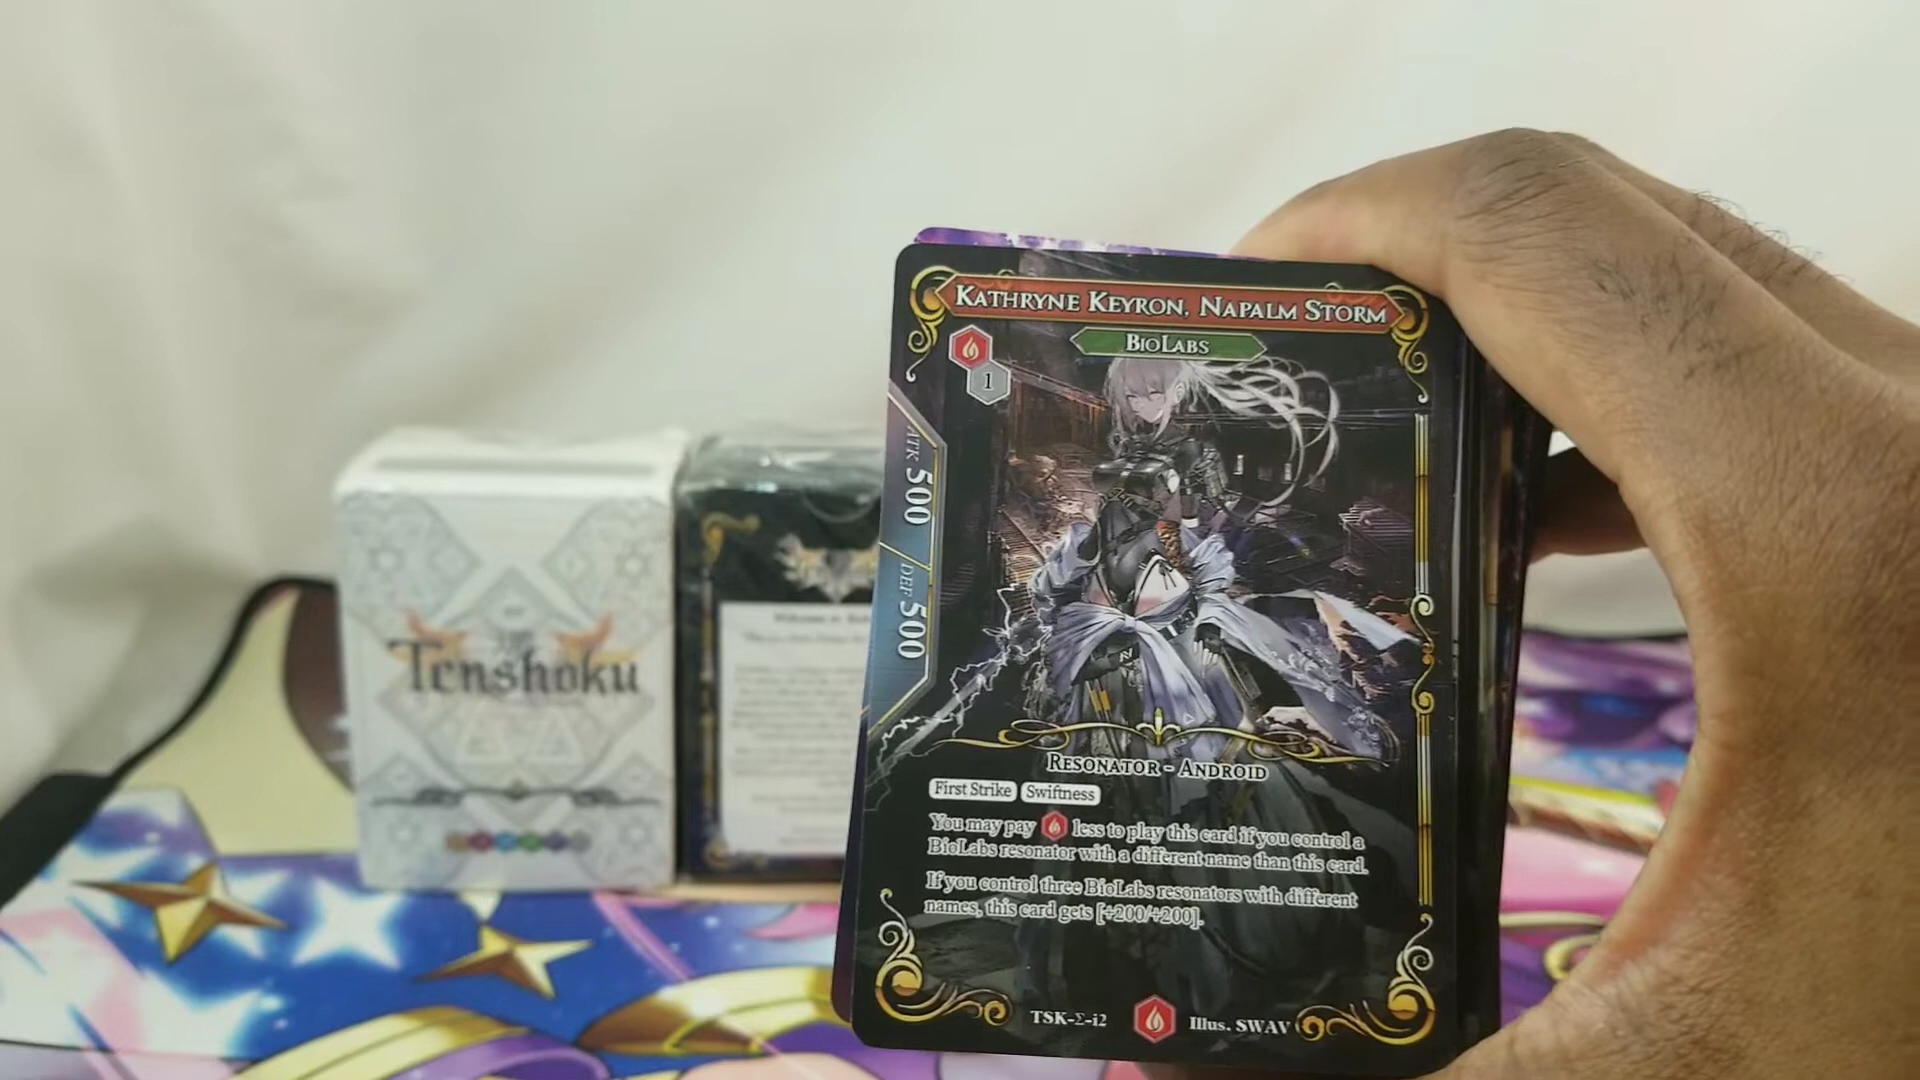 KATHRYNE KEYRON, NAPALM STORM
BIOLABS
1
ATK 500 / DEF 500
Tenshoku
RESONATOR - ANDROID
First Strike Swiftness
You may pay less to play this card if you control a
BioLabs resonator with a different name than this card.
If you control three BioLabs resonators with different
names, this card gets [+200/+200].
TSK-Σ-i2 Illus. SWAV